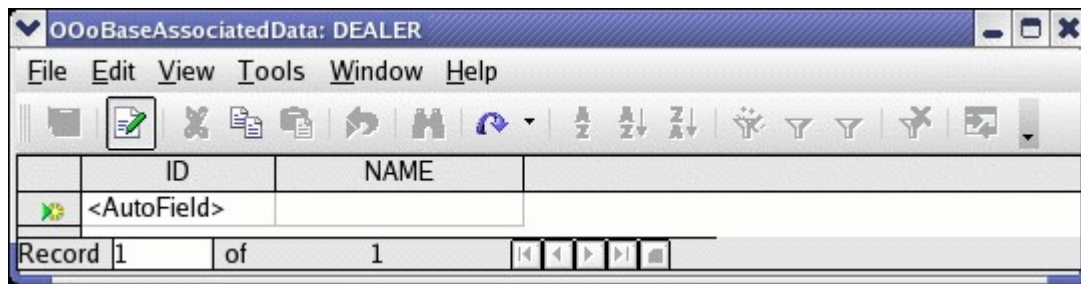 OOoBaseAssociatedData: DEALER
File Edit View Tools Window Help
ID NAME
<AutoField>
Record 1 of 1